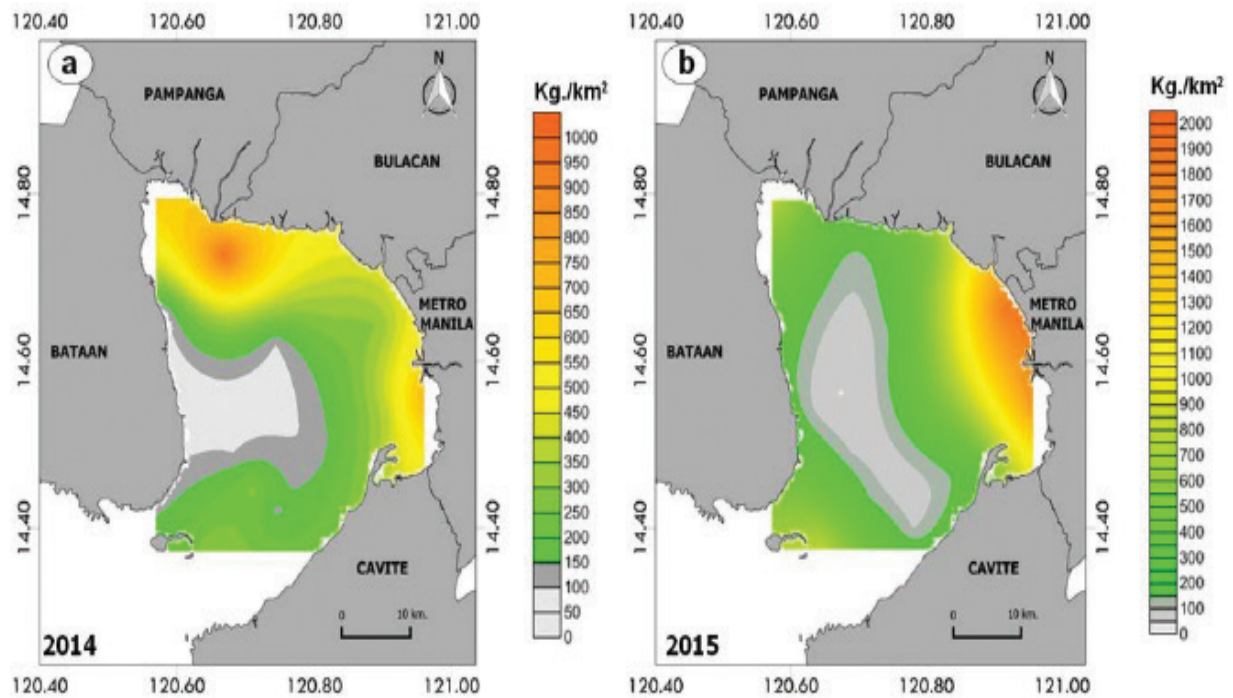 120.40 120.60 120.80 121.00
a
N
PAMPANGA
BULACAN
METRO
MANILA
BATAAN
CAVITE
14.80
14.60
14.40
14.80
14.60
14.40
0 10 km.
2014
120.40 120.60 120.80 121.00
Kg./km²
1000
950
900
850
800
750
700
650
600
550
500
450
400
350
300
250
200
150
100
50
0
120.40 120.60 120.80 121.00
b
N
PAMPANGA
BULACAN
METRO
MANILA
BATAAN
CAVITE
14.80
14.60
14.40
14.80
14.60
14.40
0 10 km.
2015
120.40 120.60 120.80 121.00
Kg./km²
2000
1900
1800
1700
1600
1500
1400
1300
1200
1100
1000
900
800
700
600
500
400
300
200
100
0